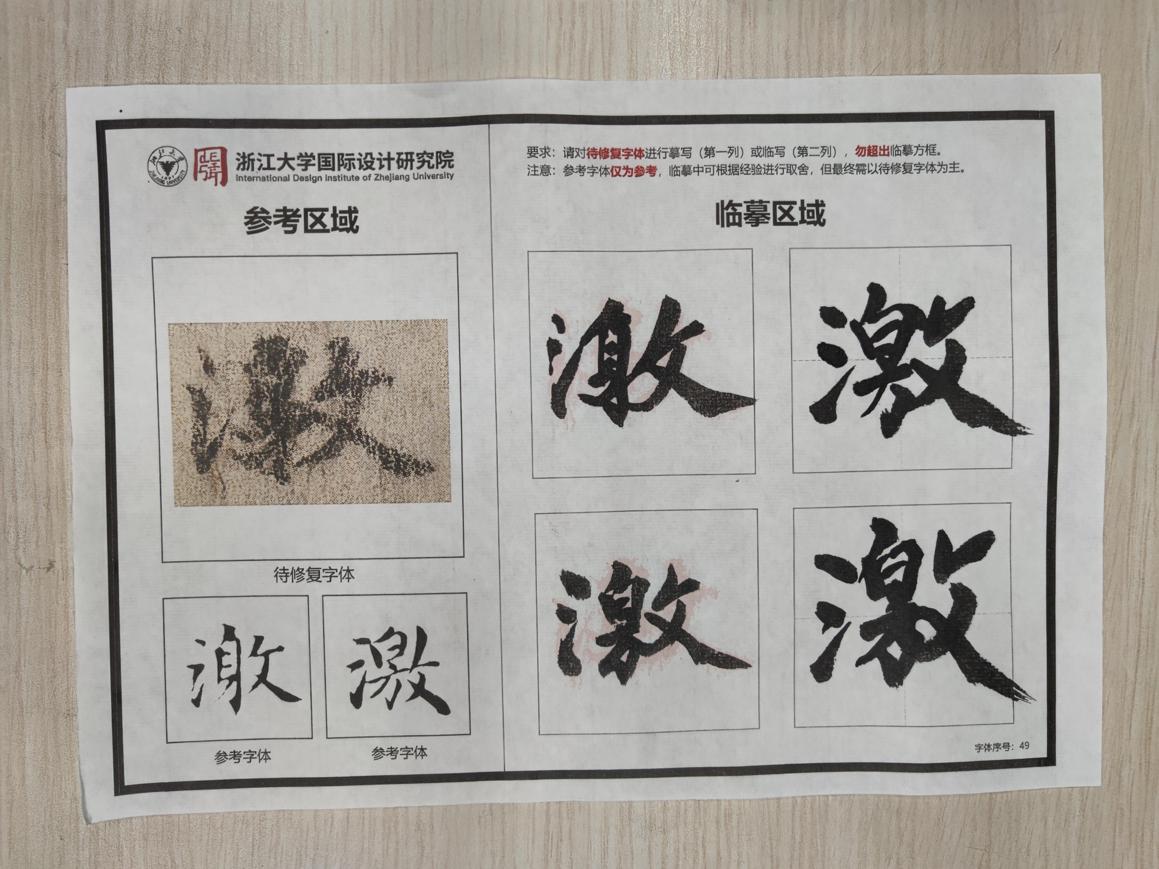 浙江大学国际设计研究院
International Design Institute of Zhejiang University
参考区域
激
待修复字体
激
激
参考字体
参考字体
要求：请对待修复字体进行摹写（第一列）或临写（第二列），勿超出临摹方框。
注意：参考字体仅为参考，临摹中可根据经验进行取舍，但最终需以待修复字体为主。
临摹区域
激
激
激
激
字体序号：49